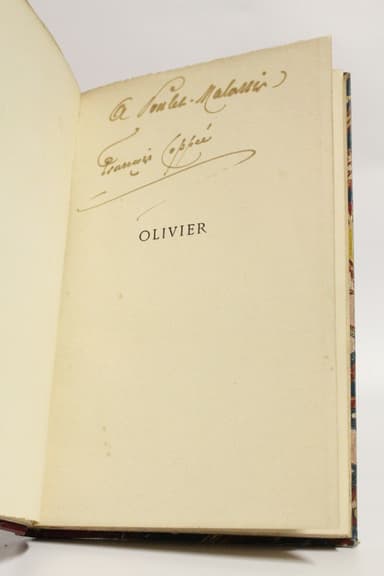 A Poulet-Malassis
François Coppée
OLIVIER